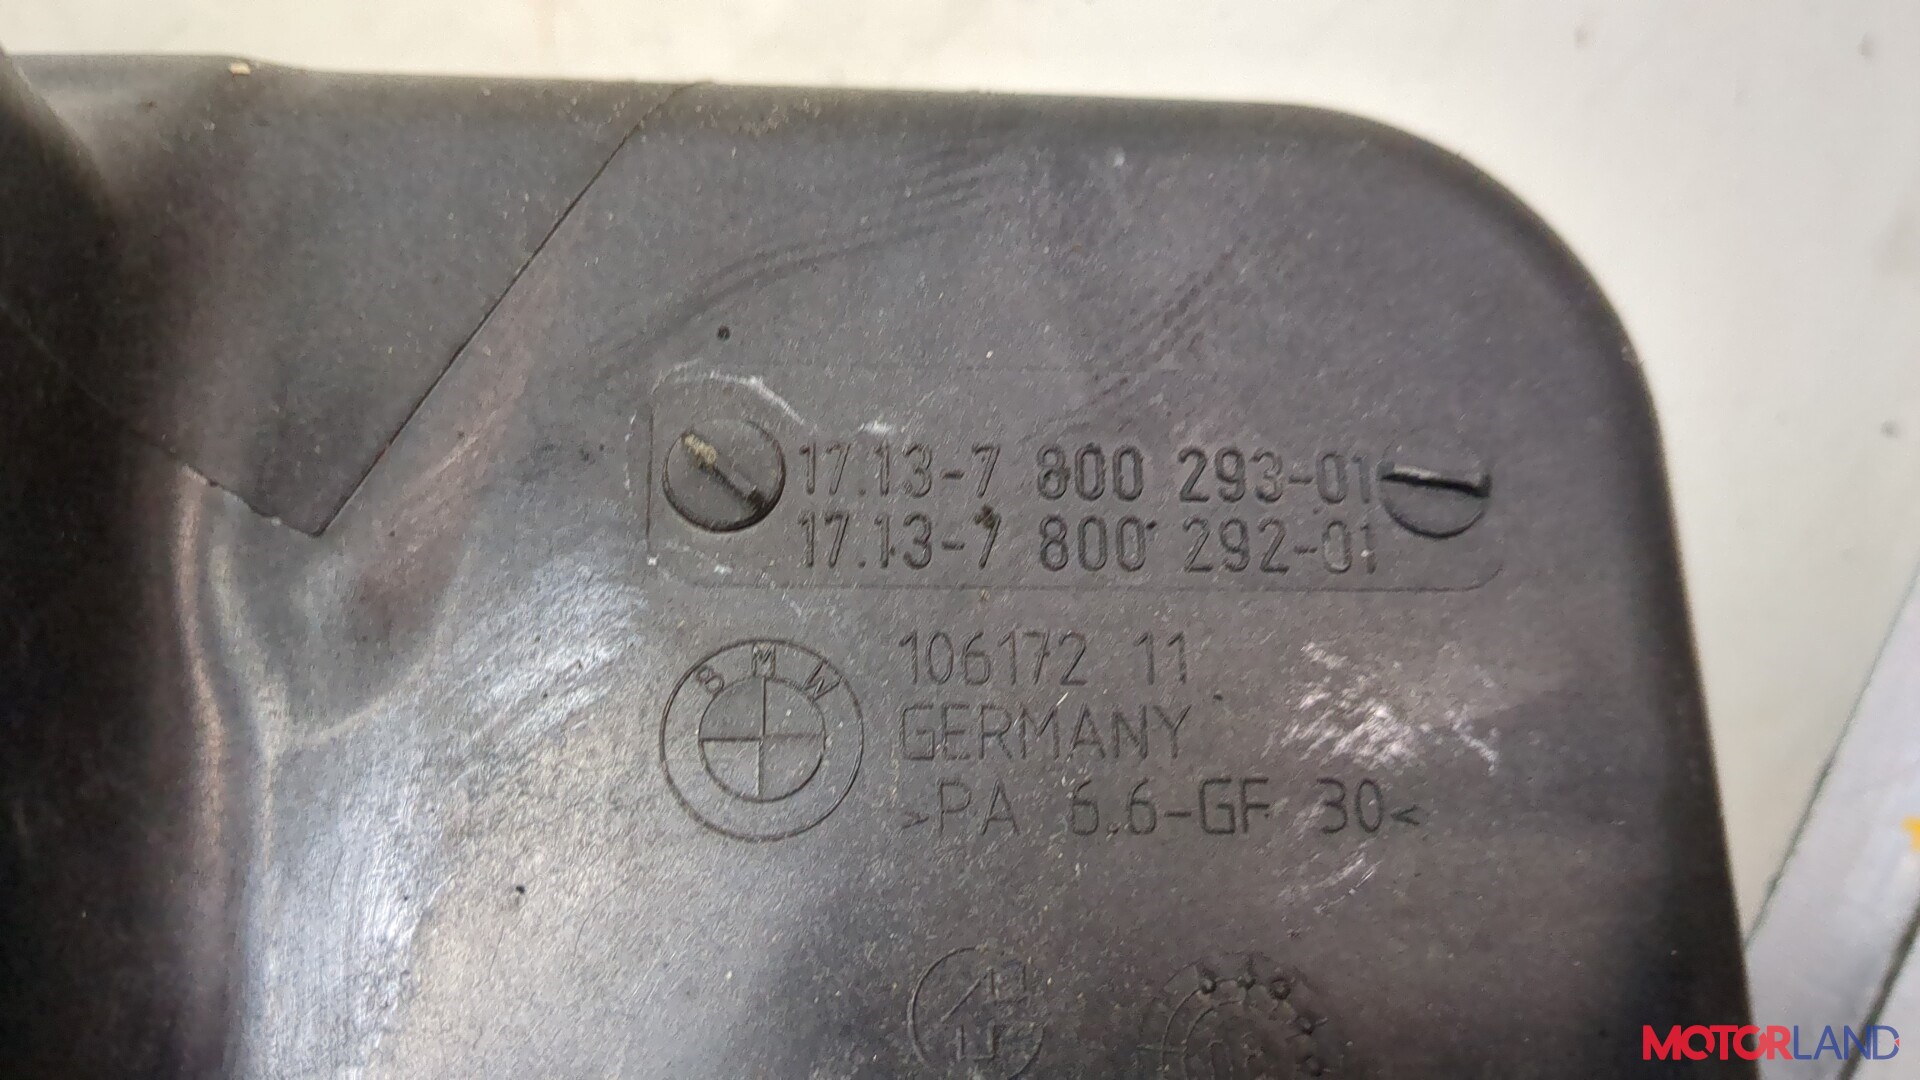 17.13-7 800 293-01
17.13-7 800 292-01
BMW
106172 11
GERMANY
>PA 6.6-GF 30<
MOTORLAND